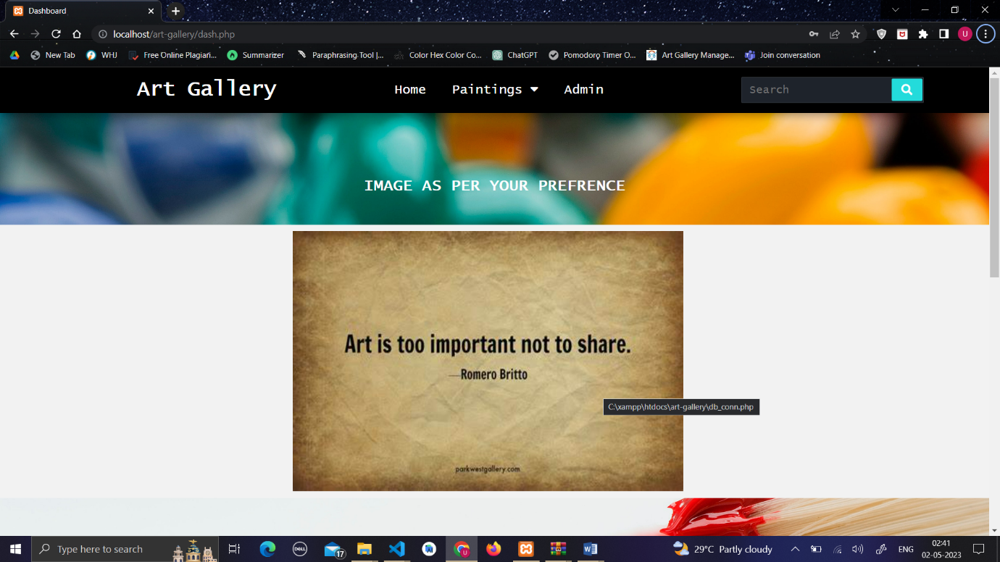 Dashboard
localhost/art-gallery/dash.php
New Tab
WHJ
Free Online Plagiari...
Summarizer
Paraphrasing Tool |...
Color Hex Color Co...
ChatGPT
Pomodoro Timer O...
Art Gallery Manage...
Join conversation
U
Art Gallery
Home
Paintings
Admin
Search
IMAGE AS PER YOUR PREFRENCE
Art is too important not to share.
—Romero Britto
C:\xampp\htdocs\art-gallery\db_conn.php
parkwestgallery.com
Type here to search
DELL
17
U
29°C Partly cloudy
ENG
02:41
02-05-2023